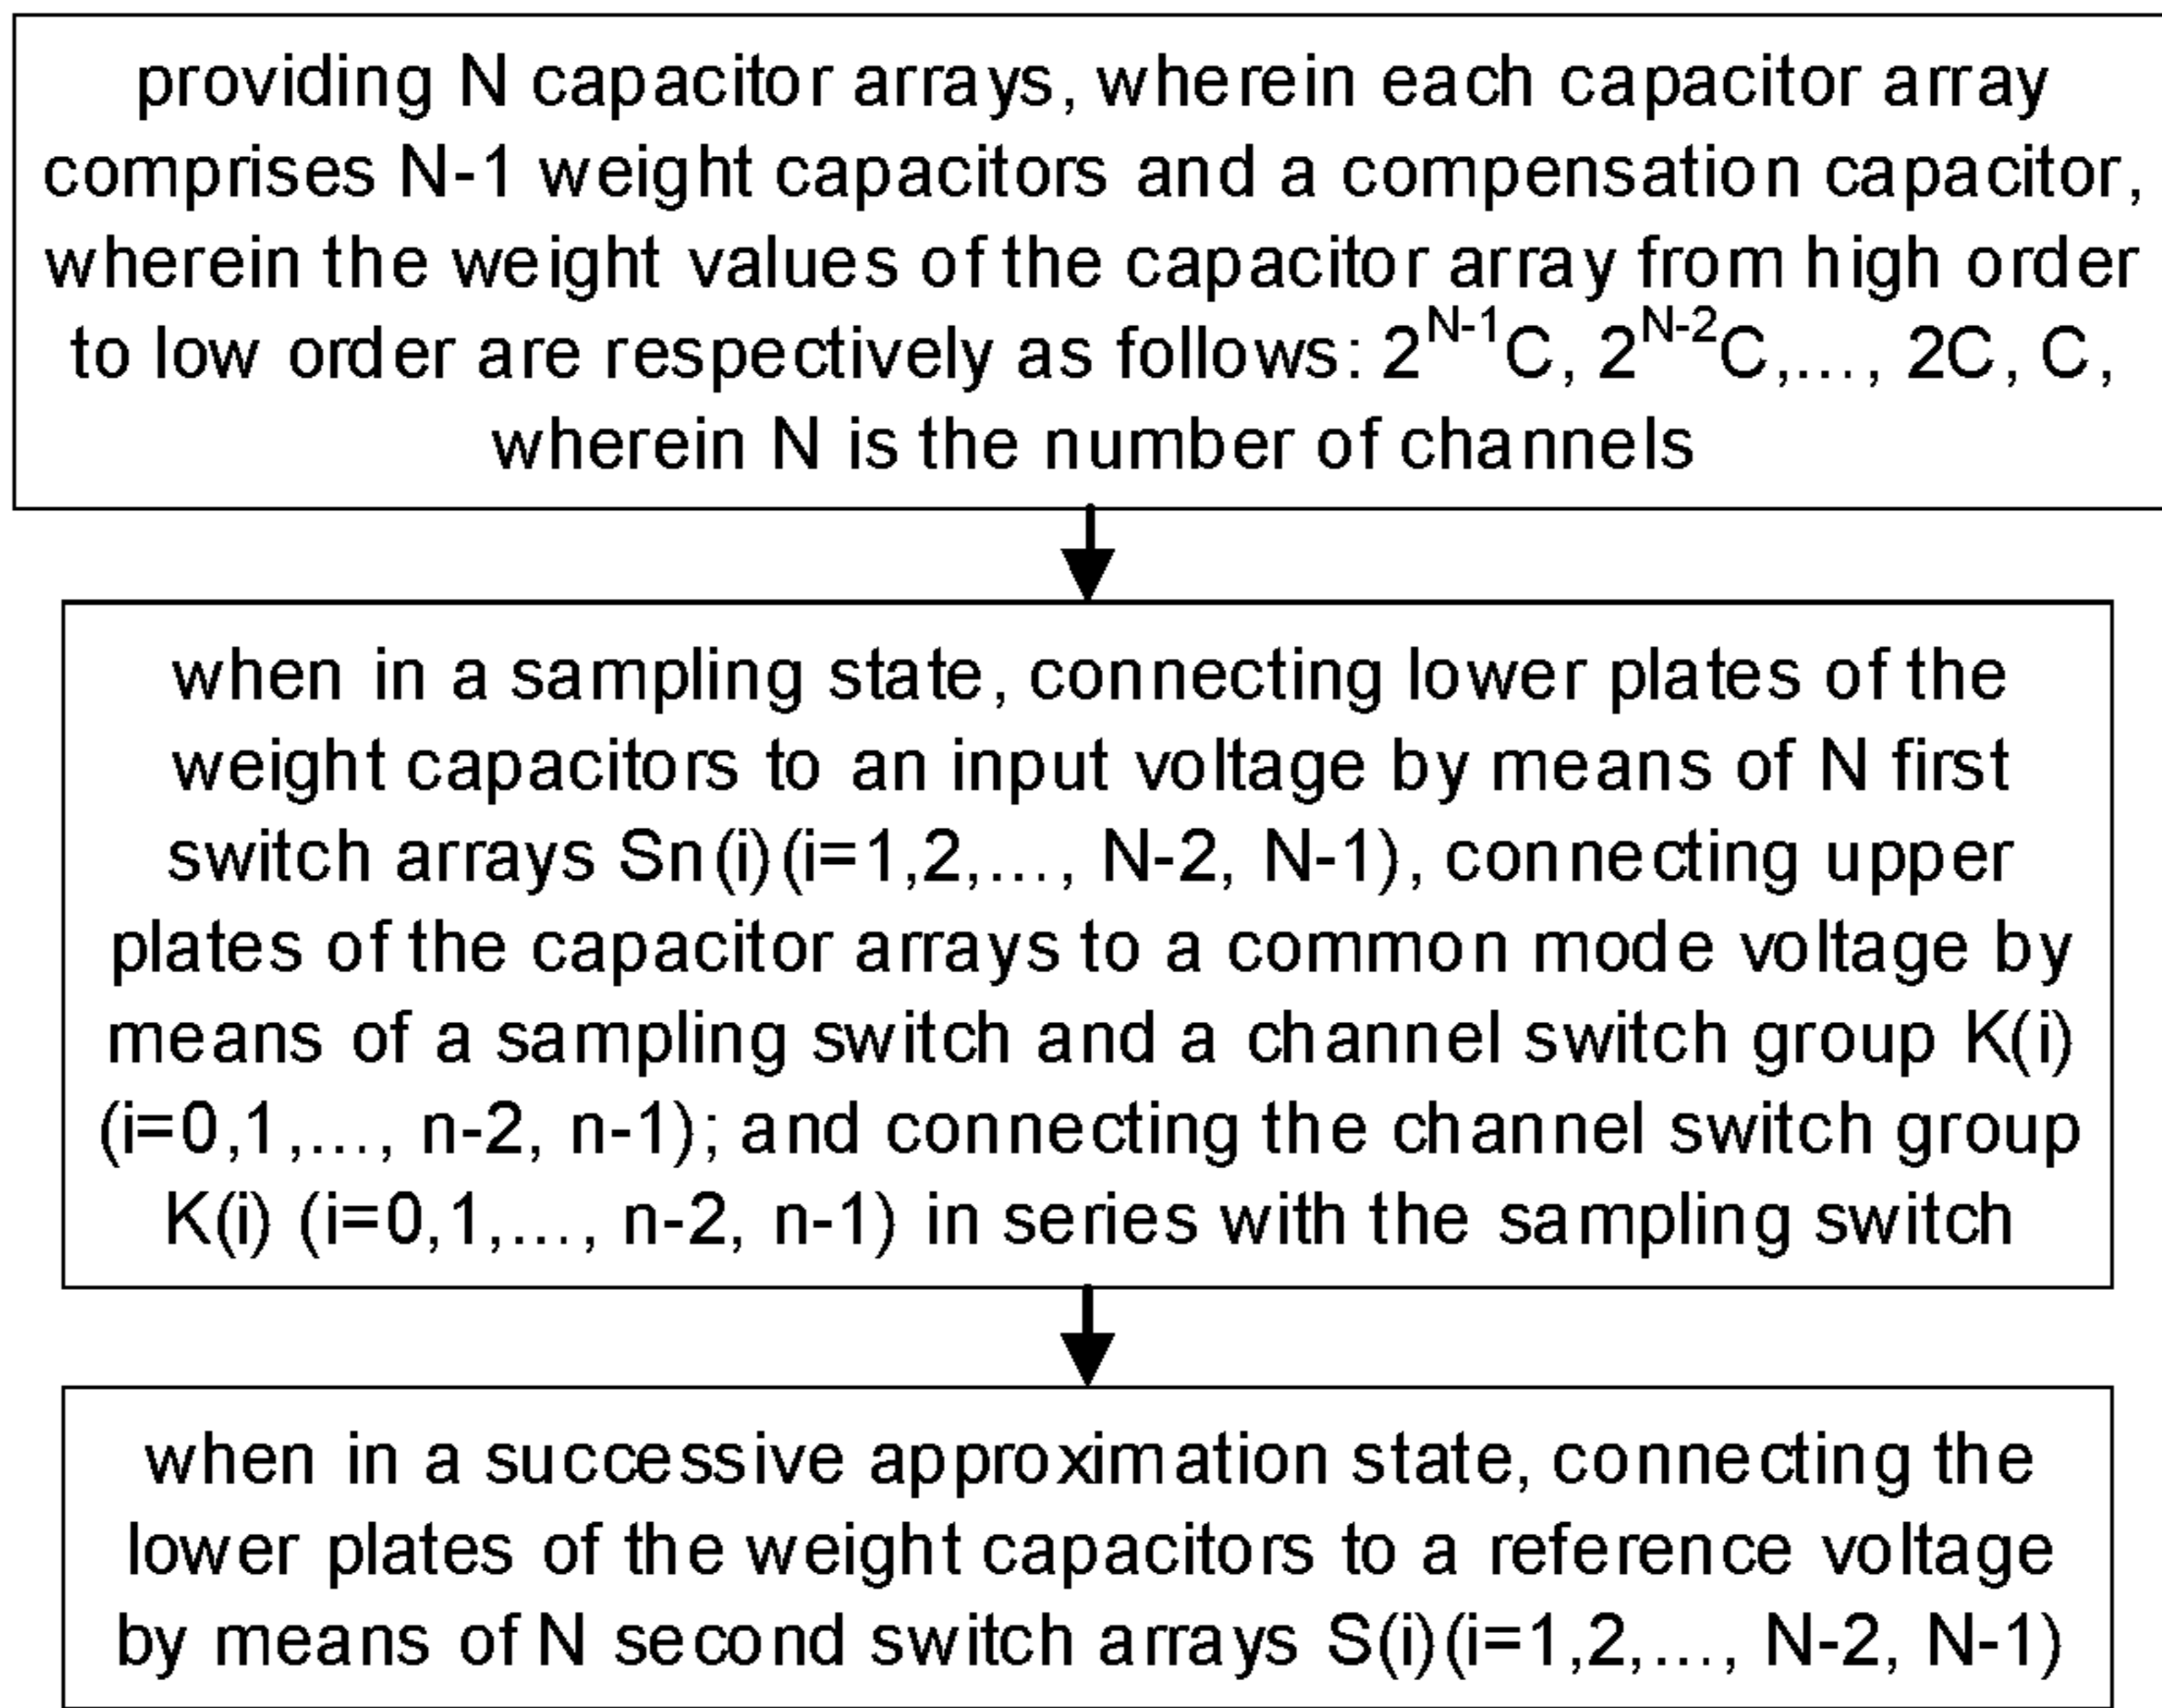 providing N capacitor arrays, wherein each capacitor array
comprises N-1 weight capacitors and a compensation capacitor,
wherein the weight values of the capacitor array from high order
to low order are respectively as follows: 2^{N-1}C, 2^{N-2}C,..., 2C, C,
wherein N is the number of channels
when in a sampling state, connecting lower plates of the
weight capacitors to an input voltage by means of N first
switch arrays Sn(i)(i=1,2,..., N-2, N-1), connecting upper
plates of the capacitor arrays to a common mode voltage by
means of a sampling switch and a channel switch group K(i)
(i=0,1,..., n-2, n-1); and connecting the channel switch group
K(i) (i=0,1,..., n-2, n-1) in series with the sampling switch
when in a successive approximation state, connecting the
lower plates of the weight capacitors to a reference voltage
by means of N second switch arrays S(i)(i=1,2,..., N-2, N-1)